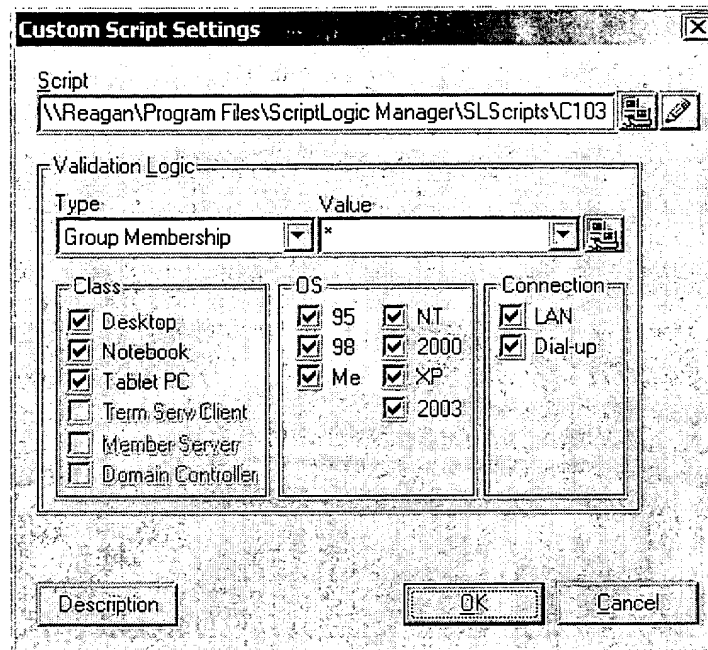 Custom Script Settings
Script
\\Reagan\Program Files\ScriptLogic Manager\SLScripts\C103
Validation Logic
Type Value
Group Membership *
Class OS Connection
Desktop 95 NT LAN
Notebook 98 2000 Dial-up
Tablet PC Me XP
Term Serv Client 2003
Member Server
Domain Controller
Description OK Cancel